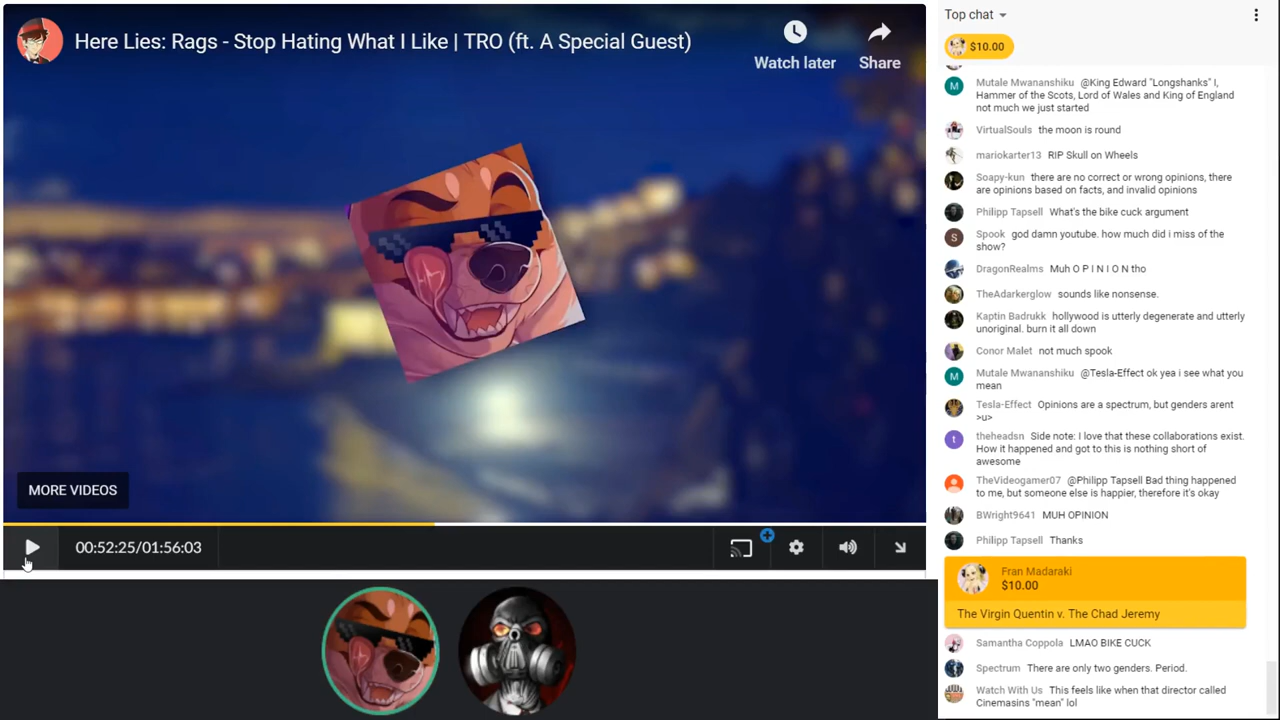 Here Lies: Rags - Stop Hating What I Like | TRO (ft. A Special Guest)
Watch later
Share
MORE VIDEOS
00:52:25/01:56:03
Top chat
$10.00
M
Mutale Mwananshiku @King Edward "Longshanks" I,
Hammer of the Scots, Lord of Wales and King of England
not much we just started
VirtualSouls the moon is round
mariokarter13 RIP Skull on Wheels
Soapy-kun there are no correct or wrong opinions, there
are opinions based on facts, and invalid opinions
Philipp Tapsell What's the bike cuck argument
S
Spook god damn youtube. how much did i miss of the
show?
DragonRealms Muh O P I N I O N tho
TheAdarkerglow sounds like nonsense.
Kaptin Badrukk hollywood is utterly degenerate and utterly
unoriginal. burn it all down
Conor Malet not much spook
M
Mutale Mwananshiku @Tesla-Effect ok yea i see what you
mean
Tesla-Effect Opinions are a spectrum, but genders arent
>u>
t
theheadsn Side note: I love that these collaborations exist.
How it happened and got to this is nothing short of
awesome
TheVideogamer07 @Philipp Tapsell Bad thing happened
to me, but someone else is happier, therefore it's okay
BWright9641 MUH OPINION
Philipp Tapsell Thanks
Fran Madaraki
$10.00
The Virgin Quentin v. The Chad Jeremy
Samantha Coppola LMAO BIKE CUCK
Spectrum There are only two genders. Period.
Watch With Us This feels like when that director called
Cinemasins "mean" lol